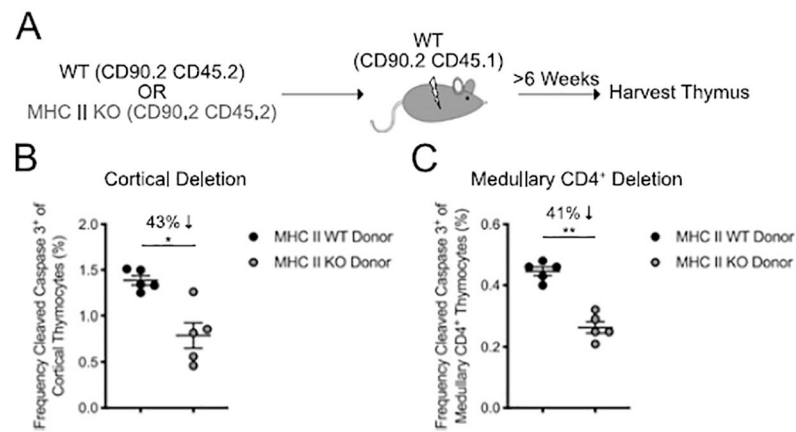 A
WT (CD90.2 CD45.2)
OR
MHC II KO (CD90.2 CD45.2)
WT
(CD90.2 CD45.1)
>6 Weeks
Harvest Thymus
B
Cortical Deletion
Frequency Cleaved Caspase 3⁺ of
Cortical Thymocytes (%)
2.0
1.5
1.0
0.5
0.0
43% ↓
*
MHC II WT Donor
MHC II KO Donor
C
Medullary CD4⁺ Deletion
Frequency Cleaved Caspase 3⁺ of
Medullary CD4⁺ Thymocytes (%)
0.6
0.4
0.2
0.0
41% ↓
**
MHC II WT Donor
MHC II KO Donor